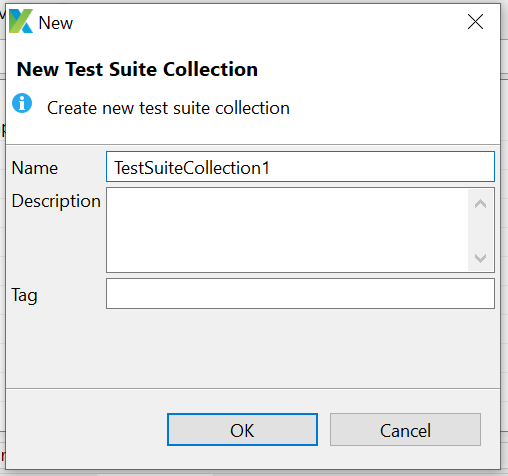 New
New Test Suite Collection
Create new test suite collection
Name TestSuiteCollection1
Description
Tag
OK Cancel